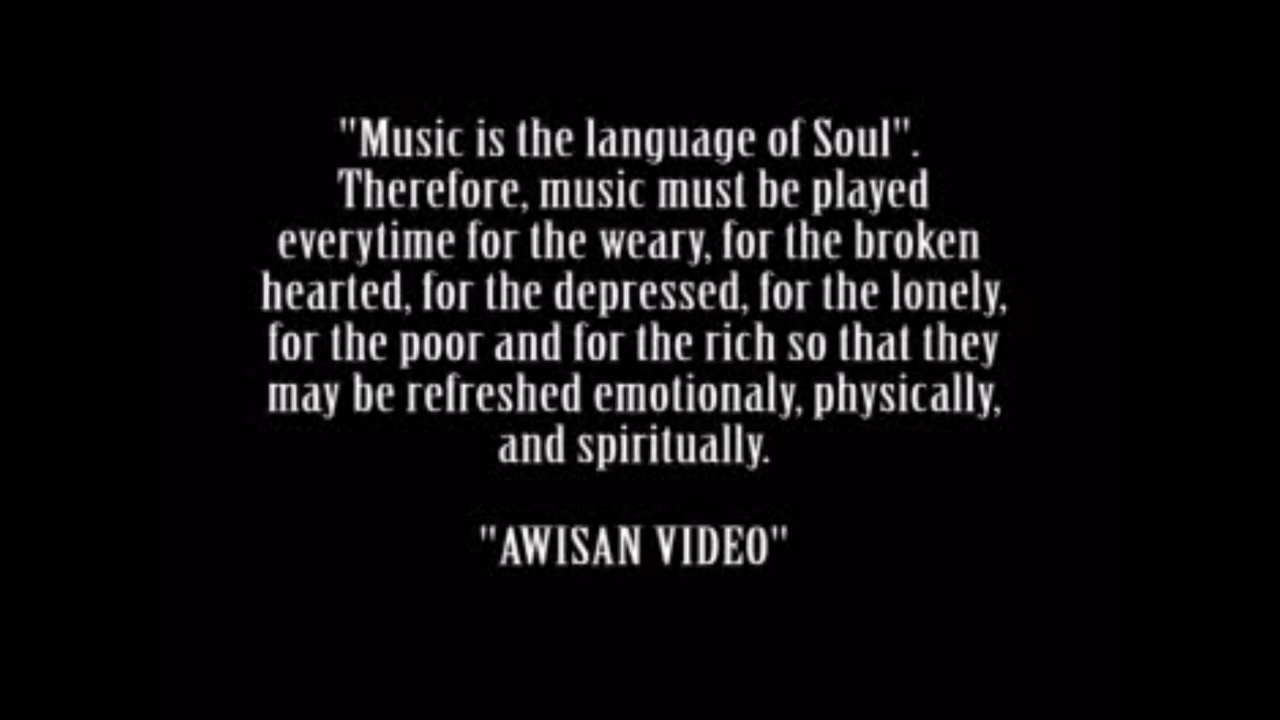 "Music is the language of Soul".
Therefore, music must be played
everytime for the weary, for the broken
hearted, for the depressed, for the lonely,
for the poor and for the rich so that they
may be refreshed emotionaly, physically,
and spiritually.
"AWISAN VIDEO"